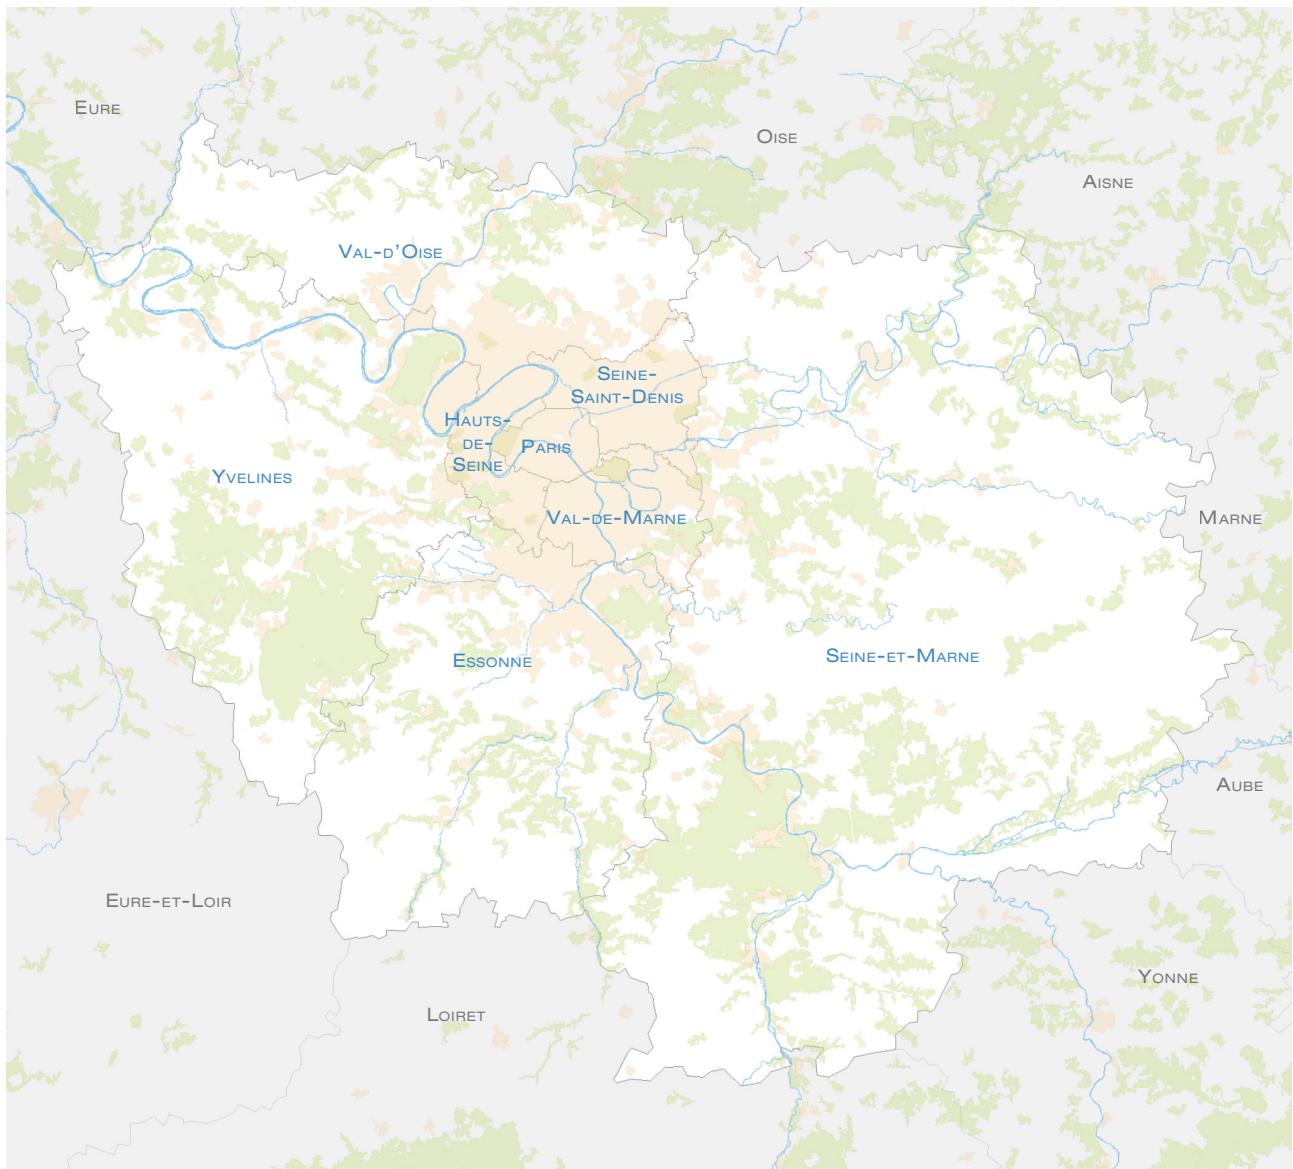 Eure
Oise
Aisne
Val-d'Oise
Seine-
Saint-Denis
Hauts-
de-
Seine
Paris
Yvelines
Val-de-Marne
Marne
Essonne
Seine-et-Marne
Aube
Eure-et-Loir
Yonne
Loiret